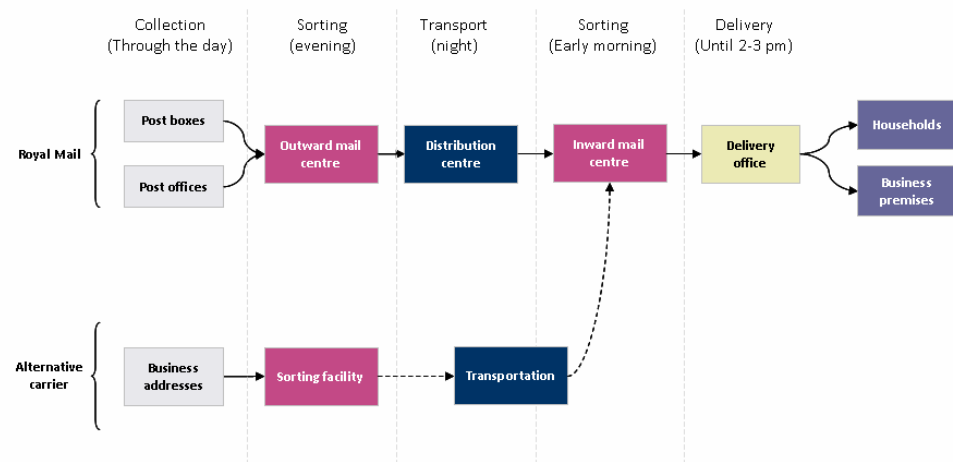 Collection
(Through the day)
Sorting
(evening)
Transport
(night)
Sorting
(Early morning)
Delivery
(Until 2-3 pm)
Royal Mail
Post boxes
Post offices
Outward mail
centre
Distribution
centre
Inward mail
centre
Delivery
office
Households
Business
premises
Alternative
carrier
Business
addresses
Sorting facility
Transportation